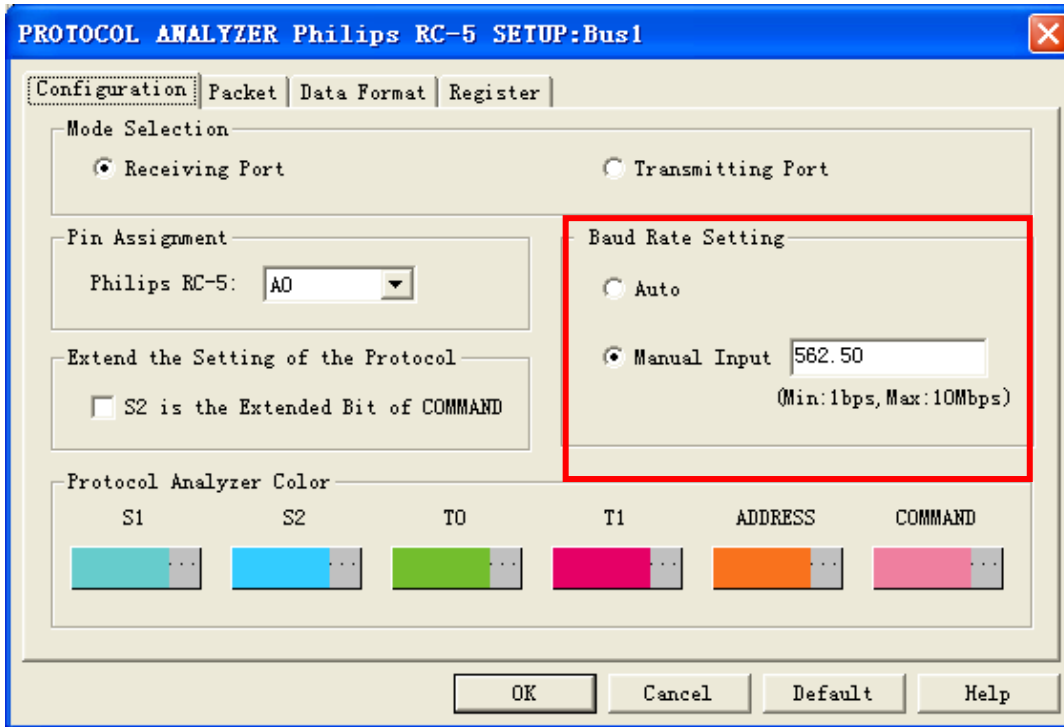 PROTOCOL ANALYZER Philips RC-5 SETUP:Bus1
Configuration Packet Data Format Register
Mode Selection
Receiving Port Transmitting Port
Pin Assignment
Philips RC-5: A0
Baud Rate Setting
Auto
Manual Input 562.50
(Min:1bps,Max:10Mbps)
Extend the Setting of the Protocol
S2 is the Extended Bit of COMMAND
Protocol Analyzer Color
S1 S2 T0 T1 ADDRESS COMMAND
... ... ... ... ... ...
OK Cancel Default Help